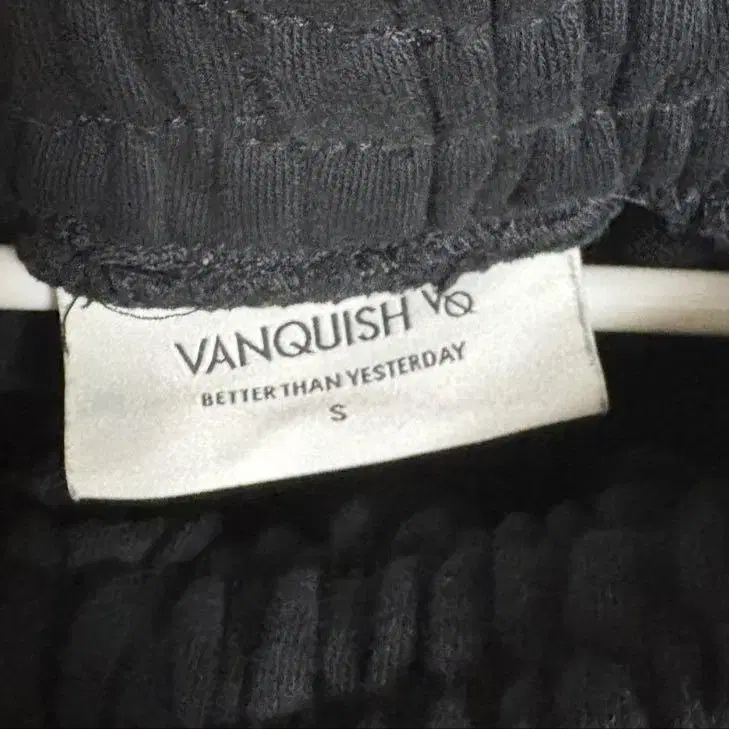 VANQUISH VQ
BETTER THAN YESTERDAY
S